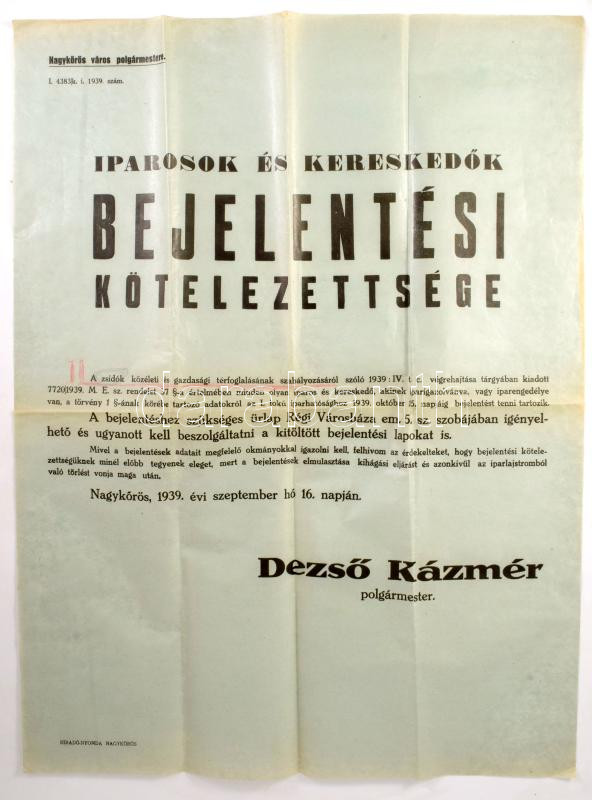 Nagykőrös város polgármestere.
I. 4383/k. i. 1939. szám.
IPAROSOK ÉS KERESKEDŐK
BEJELENTÉSI
KÖTELEZETTSÉGE
A zsidók közéleti és gazdasági térfoglalásának szabályozásáról szóló 1939 : IV. t. c. végrehajtása tárgyában kiadott
7720/1939. M. E. sz. rendelet 57 §-a értelmében minden olyan iparos és kereskedő, akinek iparigazolványa, vagy iparengedélye
van, a törvény 1 §-ának körébe tartozó adatokról az I. fokú iparhatósághoz 1939. október 15. napjáig bejelentést tenni tartozik.
A bejelentéshez szükséges ürlap Régi Városháza em. 5. sz. szobájában igényel-
hető és ugyanott kell beszolgáltatni a kitöltött bejelentési lapokat is.
Mivel a bejelentések adatait megfelelő okmányokkal igazolni kell, felhivom az érdekelteket, hogy bejelentési kötele-
zettségüknek minél előbb tegyenek eleget, mert a bejelentések elmulasztása kihágási eljárást és azonkivül az iparlajstromból
való törlést vonja maga után.
Nagykőrös, 1939. évi szeptember hó 16. napján.
Dezső Kázmér
polgármester.
HIRADÓ-NYOMDA NAGYKŐRÖS